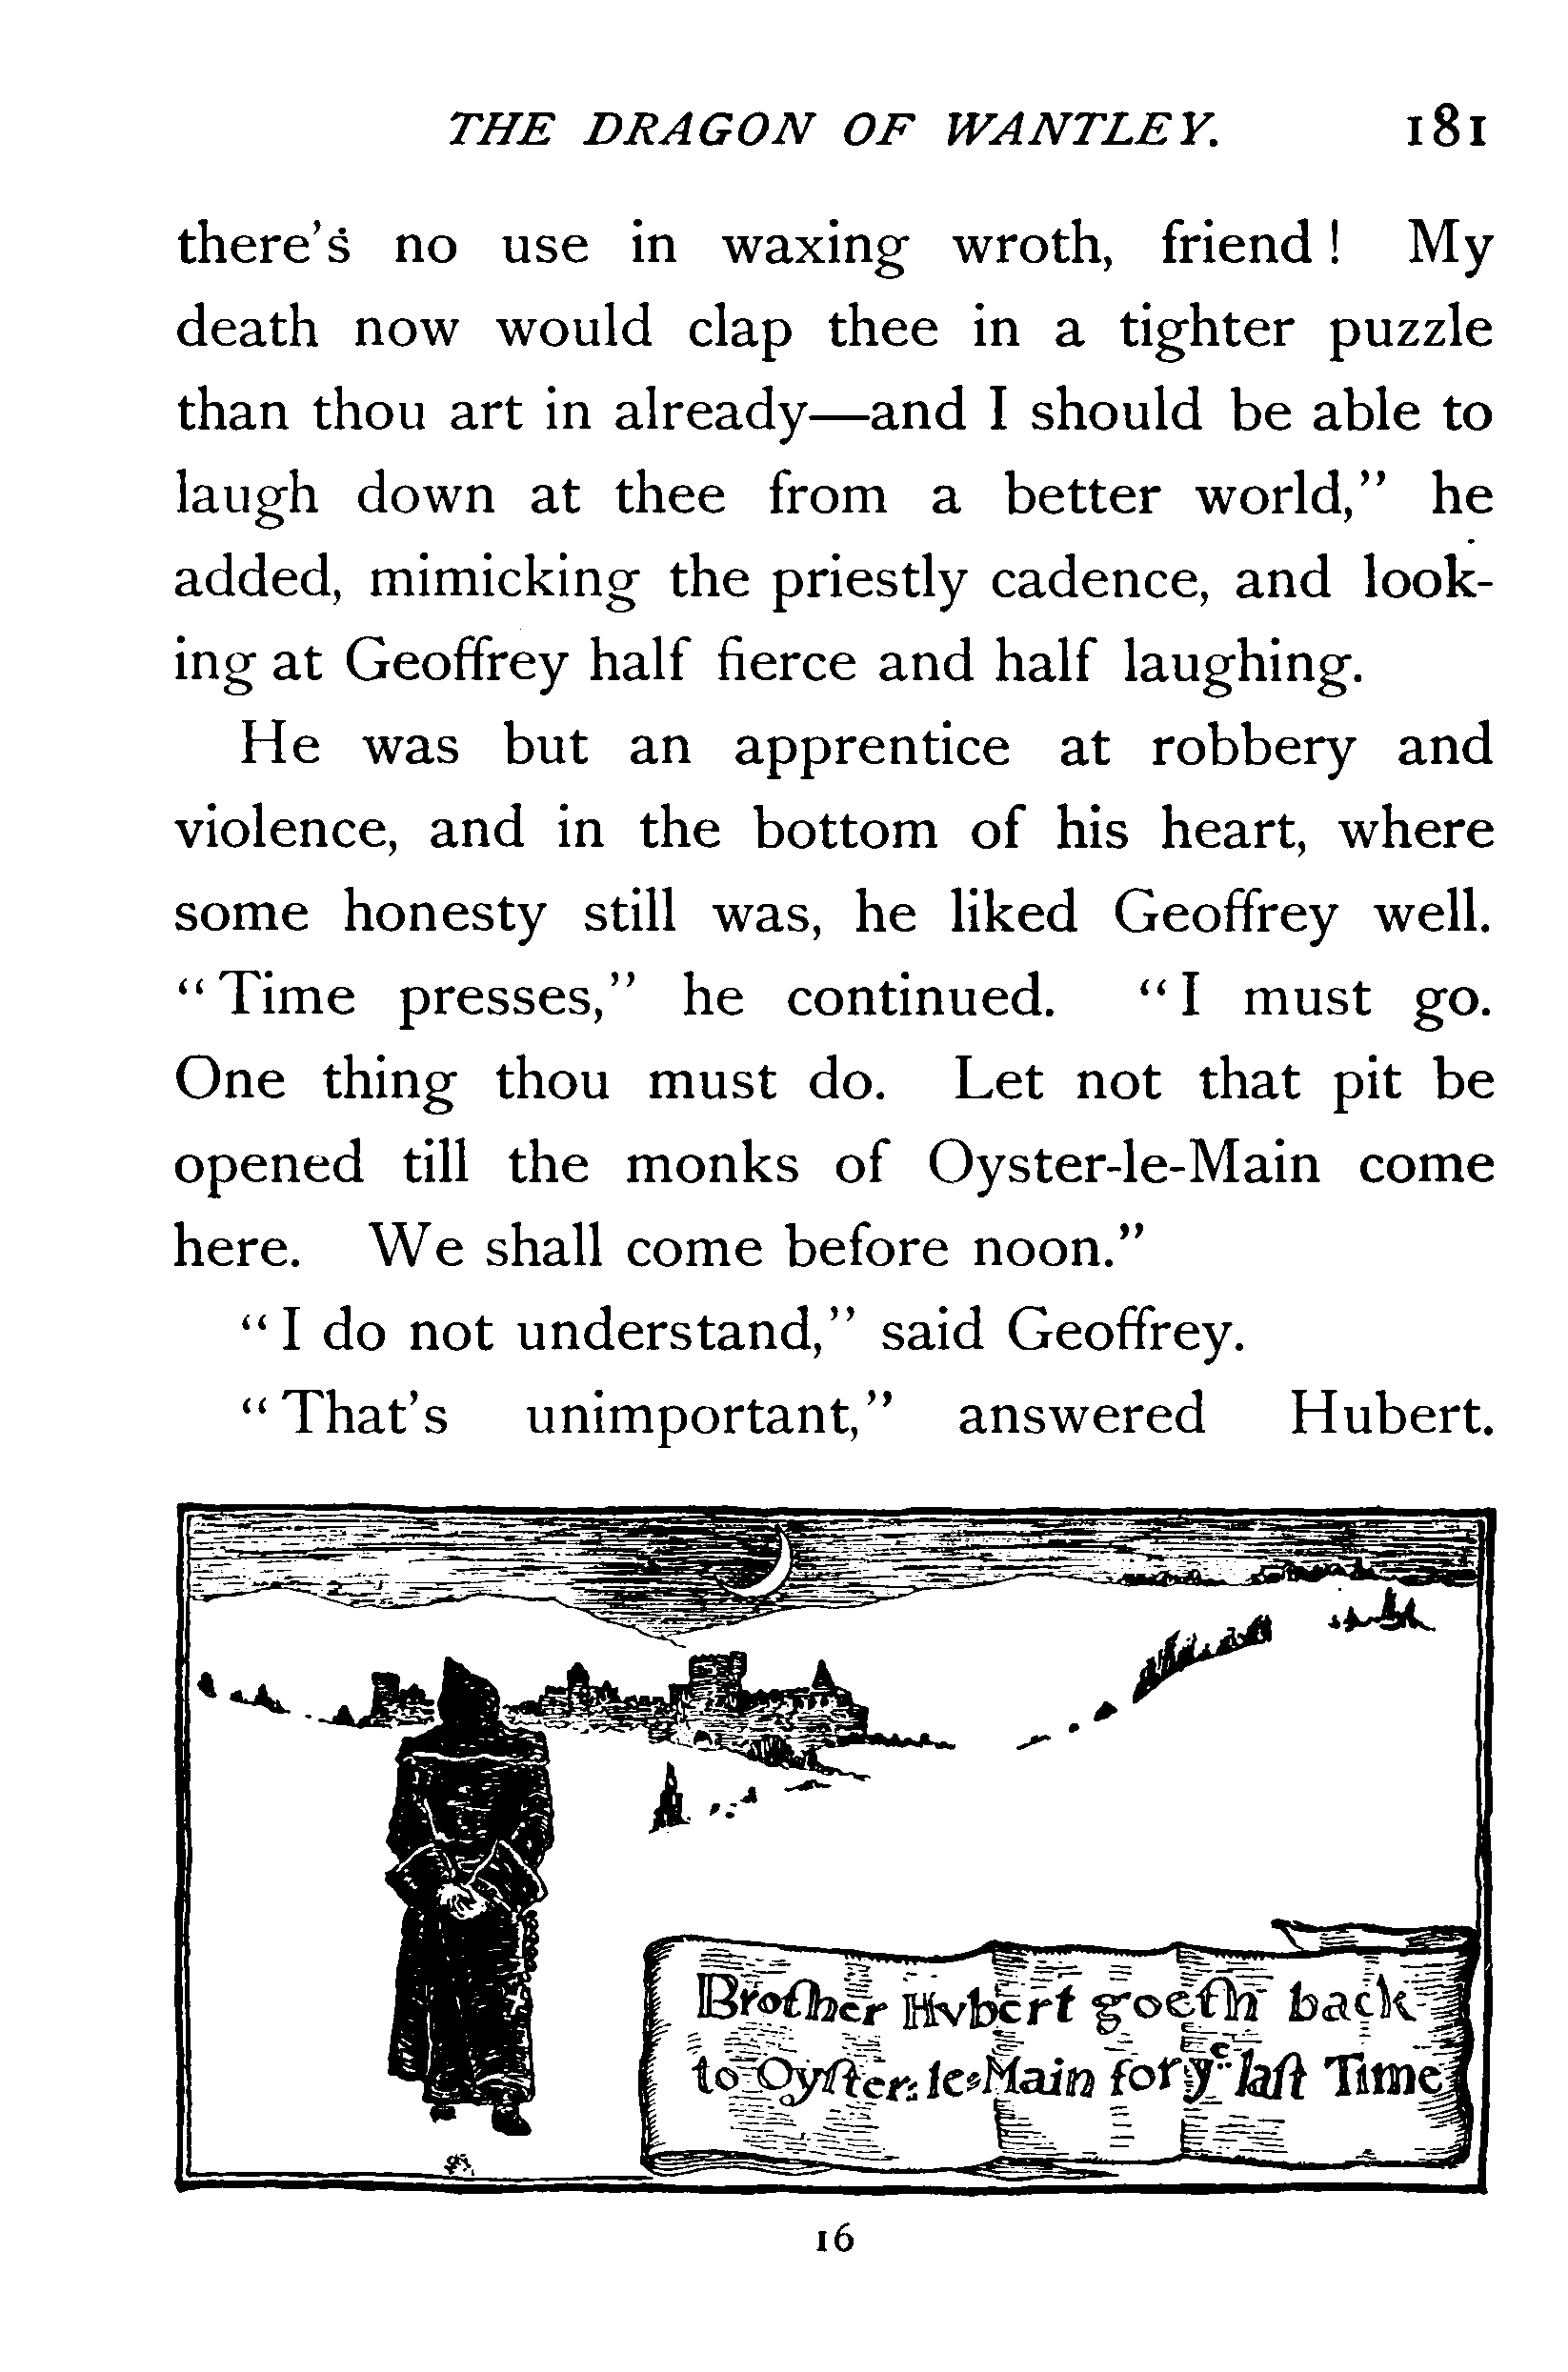 THE DRAGON OF WANTLEY. 181
there's no use in waxing wroth, friend! My
death now would clap thee in a tighter puzzle
than thou art in already—and I should be able to
laugh down at thee from a better world,” he
added, mimicking the priestly cadence, and look-
ing at Geoffrey half fierce and half laughing.
He was but an apprentice at robbery and
violence, and in the bottom of his heart, where
some honesty still was, he liked Geoffrey well.
“Time presses,” he continued. “I must go.
One thing thou must do. Let not that pit be
opened till the monks of Oyster-le-Main come
here. We shall come before noon.”
“I do not understand,” said Geoffrey.
“That's unimportant,” answered Hubert.
Brother Hvbert goeth back
to Oyſter-le-Main for yᵉ laſt Time
16